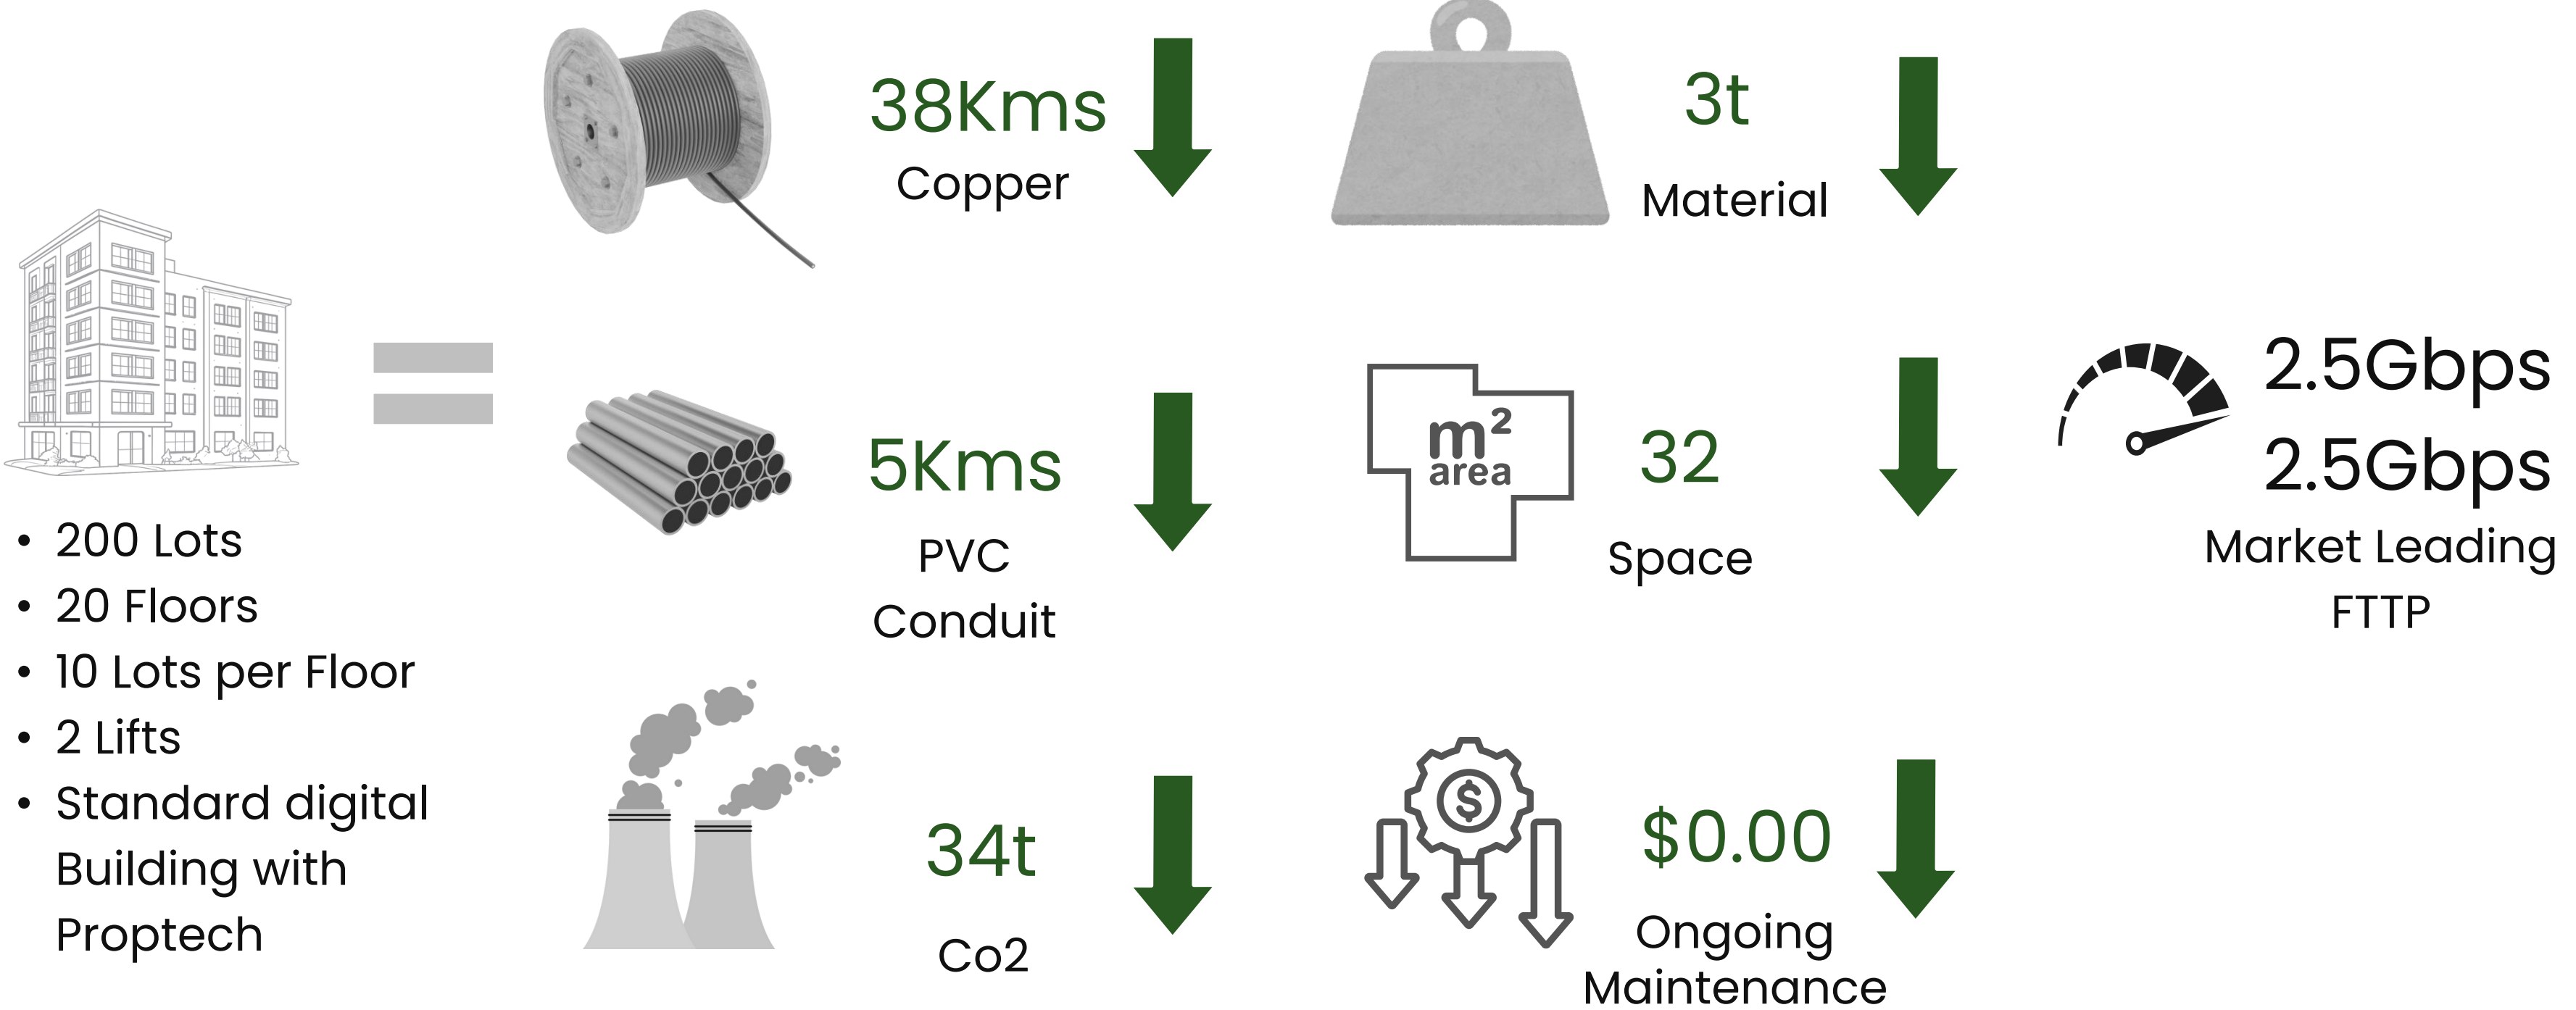 200 Lots
20 Floors
10 Lots per Floor
2 Lifts
Standard digital
Building with
Proptech
38Kms
Copper
3t
Material
5Kms
PVC
Conduit
m²
area
32
Space
34t
Co2
$
$0.00
Ongoing
Maintenance
2.5Gbps
2.5Gbps
Market Leading
FTTP